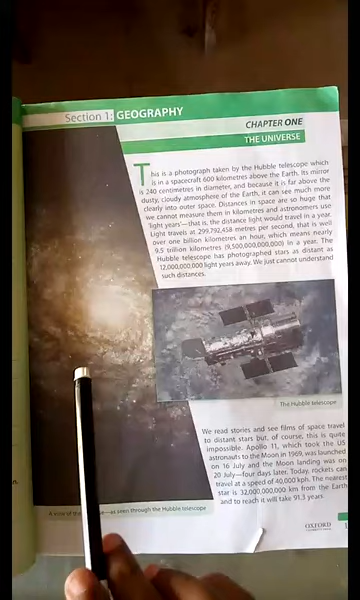 Section 1: GEOGRAPHY
CHAPTER ONE
THE UNIVERSE
This is a photograph taken by the Hubble telescope which
is in a spacecraft 600 kilometres above the Earth. Its mirror
is 240 centimetres in diameter, and because it is far above the
dusty, cloudy atmosphere of the Earth, it can see much more
clearly into outer space. Distances in space are so huge that
we cannot measure them in kilometres and astronomers use
'light years'—that is, the distance light would travel in a year.
Light travels at 299,792,458 metres per second, that is well
over one billion kilometres an hour, which means nearly
9.5 trillion kilometres (9,500,000,000,000) in a year. The
Hubble telescope has photographed stars as distant as
12,000,000,000 light years away. We just cannot understand
such distances.
The Hubble telescope
We read stories and see films of space travel
to distant stars but, of course, this is quite
impossible. Apollo 11, which took the US
astronauts to the Moon in 1969, was launched
on 16 July and the Moon landing was on
20 July—four days later. Today, rockets can
travel at a speed of 40,000 kph. The nearest
star is 32,000,000,000 km from the Earth
and to reach it will take 91.3 years
A view of —as seen through the Hubble telescope
OXFORD
1